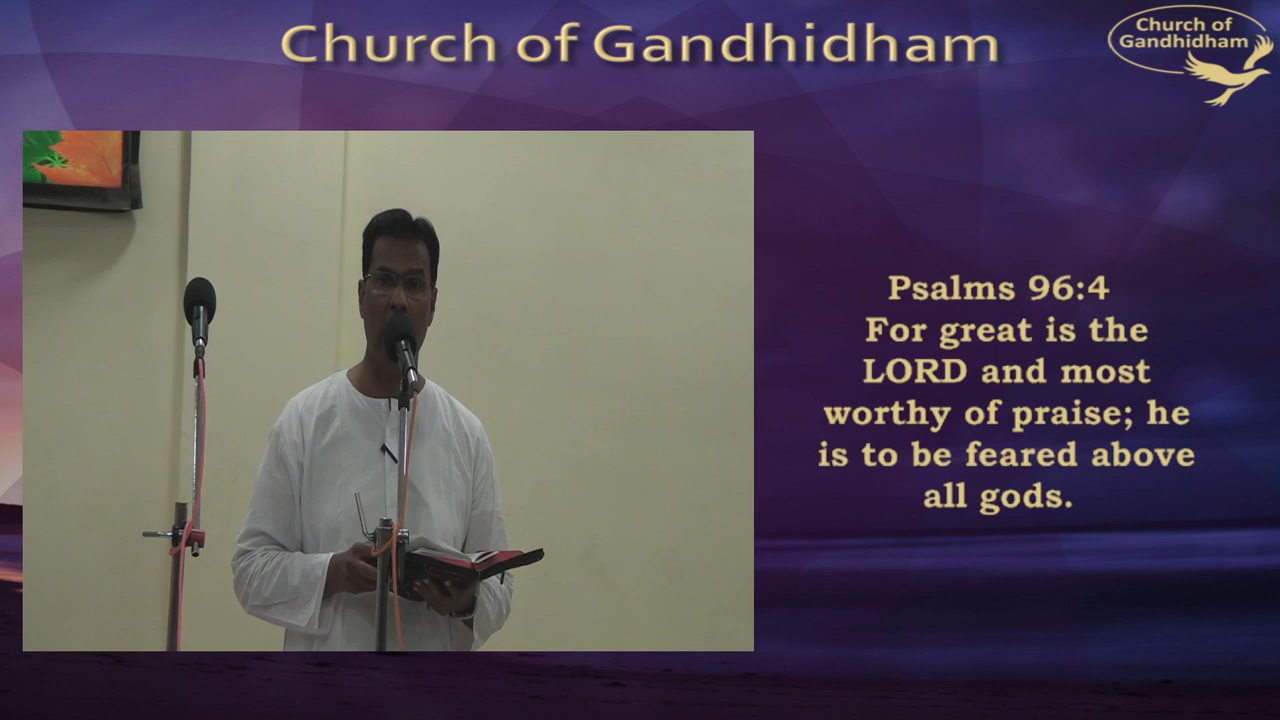 Church of Gandhidham
Church of
Gandhidham
Psalms 96:4
For great is the
LORD and most
worthy of praise; he
is to be feared above
all gods.